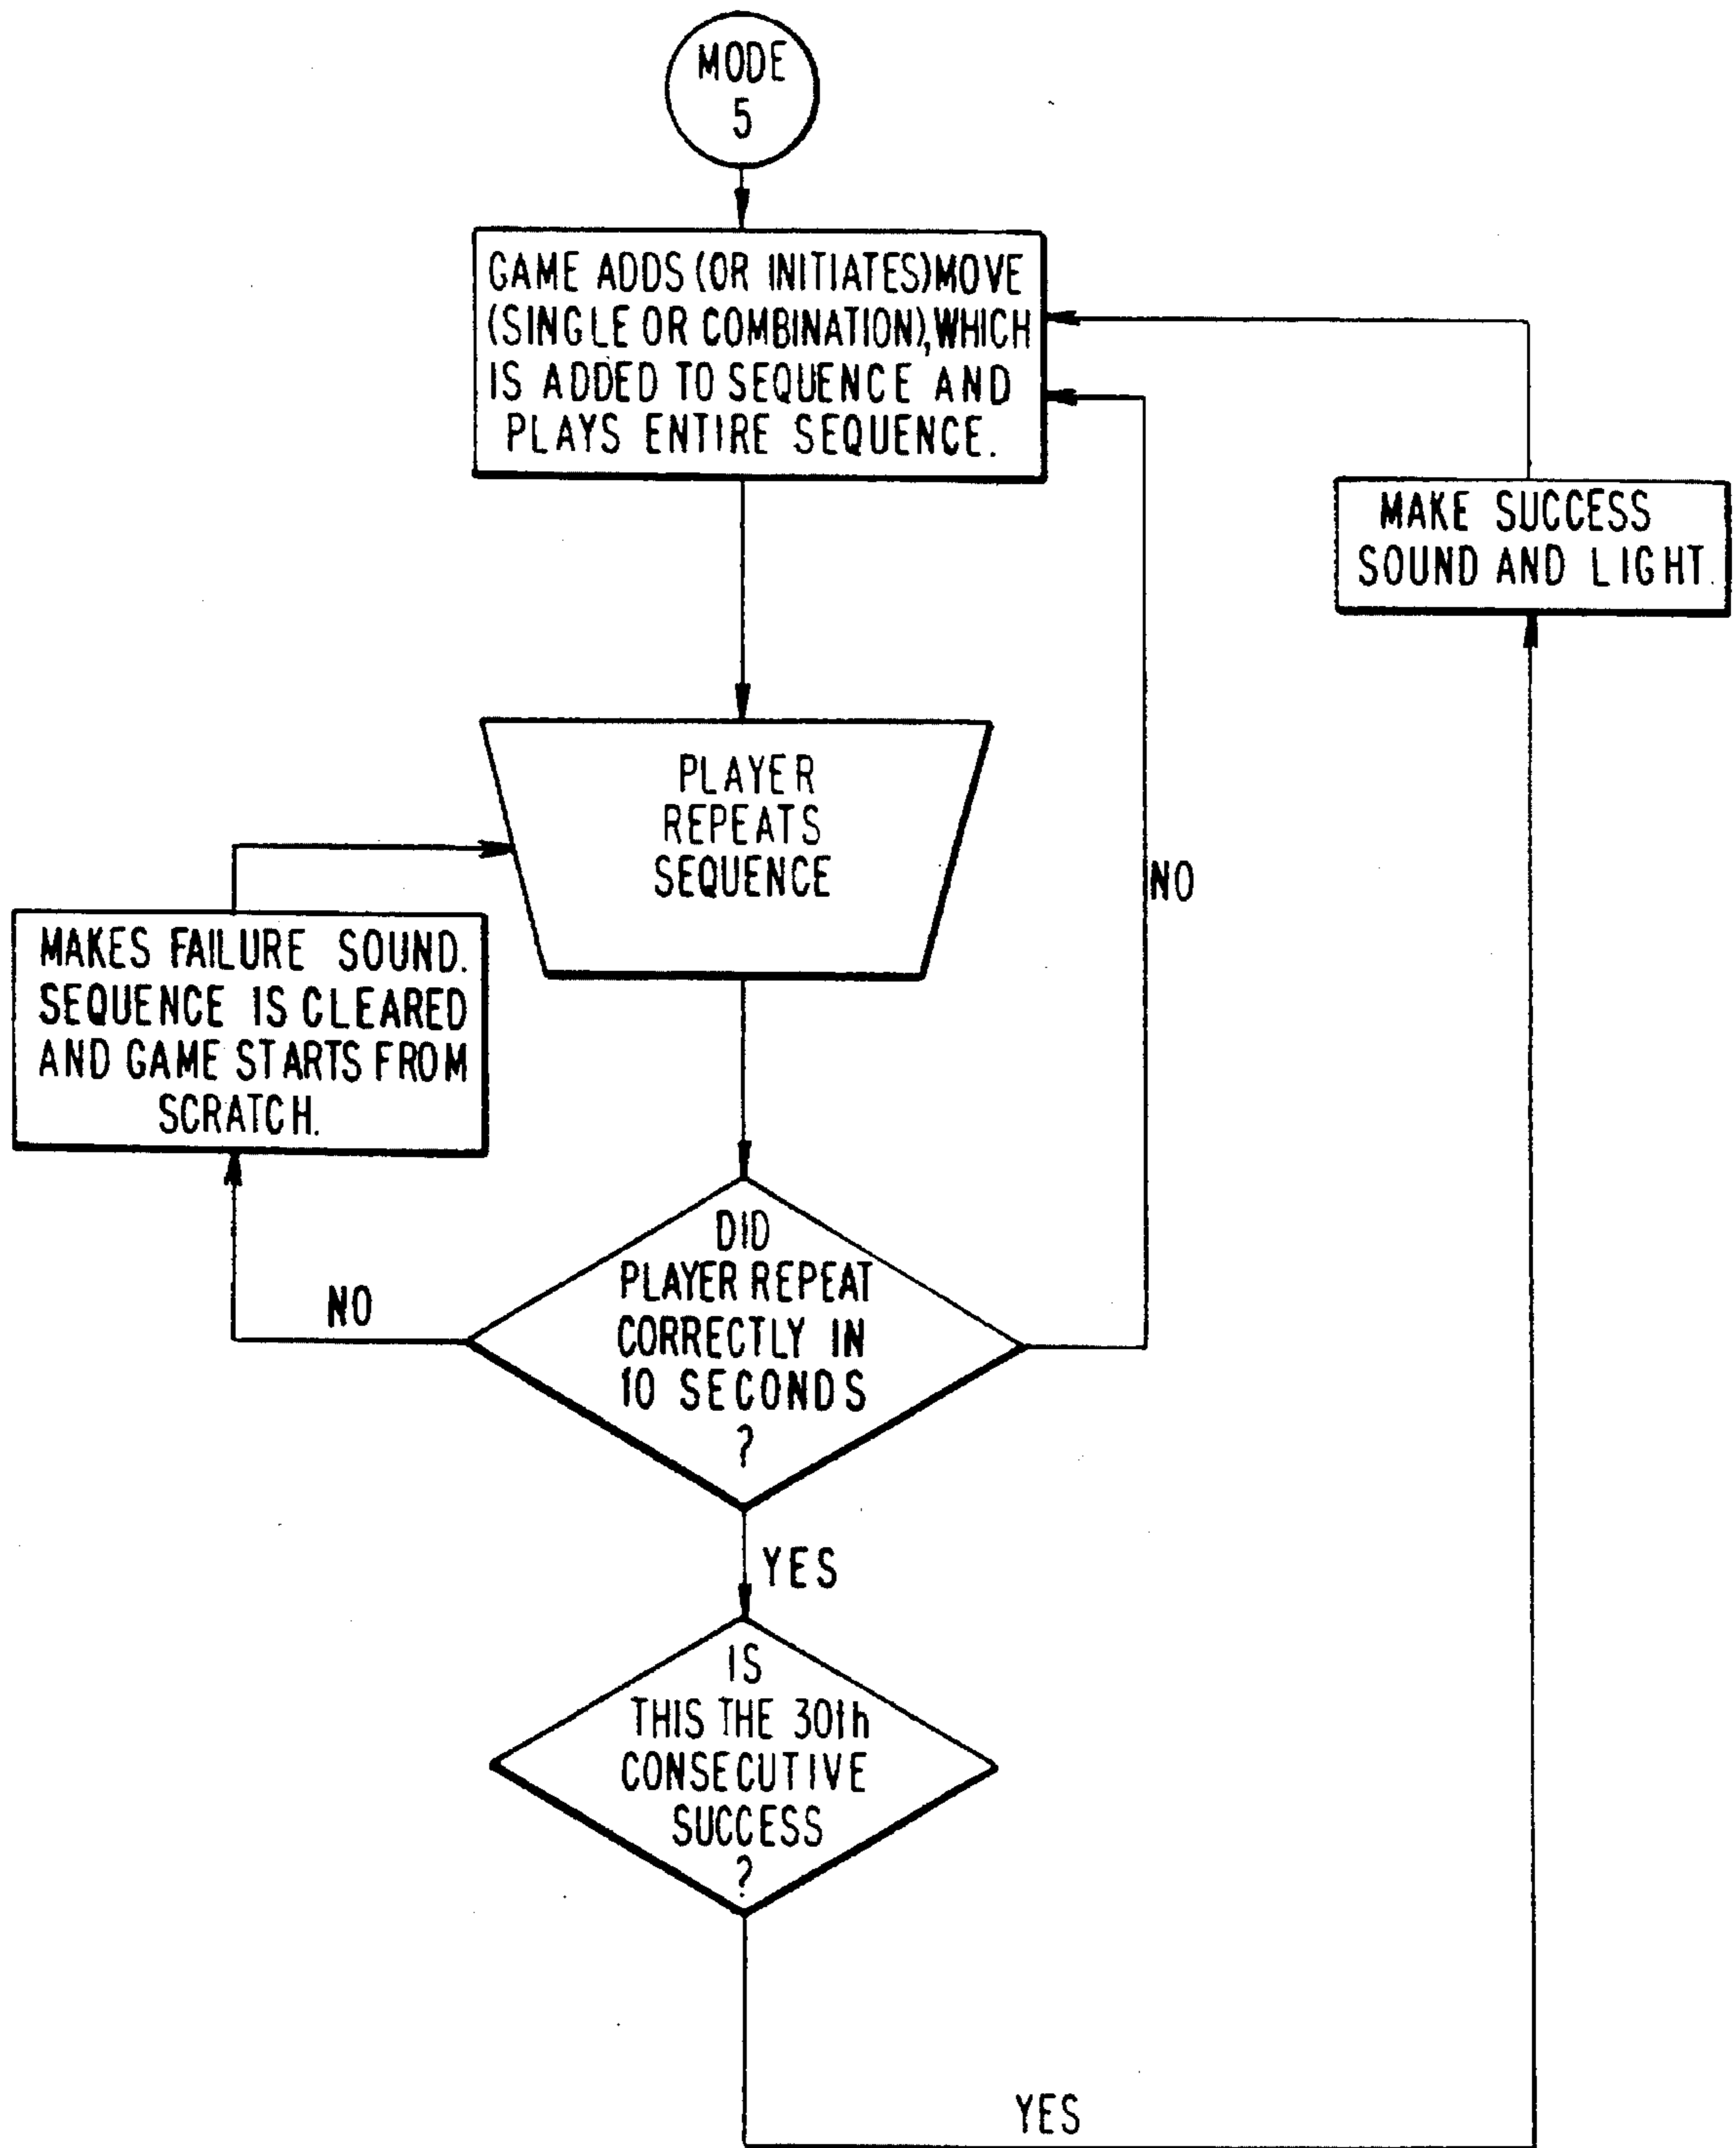 MODE
5
GAME ADDS (OR INITIATES) MOVE
(SINGLE OR COMBINATION), WHICH
IS ADDED TO SEQUENCE AND
PLAYS ENTIRE SEQUENCE.
MAKE SUCCESS
SOUND AND LIGHT.
PLAYER
REPEATS
SEQUENCE
NO
MAKES FAILURE SOUND.
SEQUENCE IS CLEARED
AND GAME STARTS FROM
SCRATCH.
DID
PLAYER REPEAT
CORRECTLY IN
10 SECONDS
?
NO
YES
IS
THIS THE 30th
CONSECUTIVE
SUCCESS
?
YES